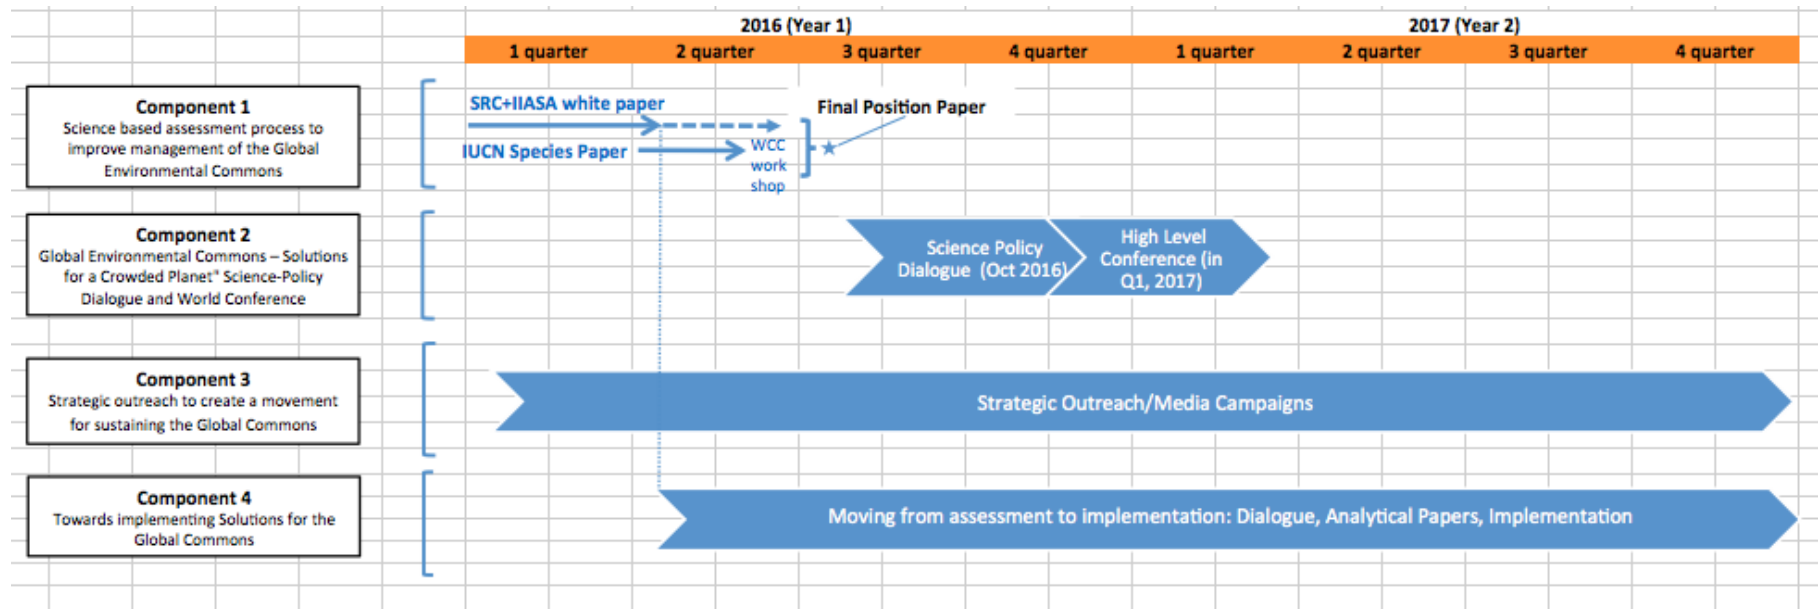 2016 (Year 1)
2017 (Year 2)
1 quarter
2 quarter
3 quarter
4 quarter
1 quarter
2 quarter
3 quarter
4 quarter
Component 1
Science based assessment process to
improve management of the Global
Environmental Commons
SRC+IIASA white paper
IUCN Species Paper
WCC
work
shop
Final Position Paper
Component 2
Global Environmental Commons – Solutions
for a Crowded Planet" Science-Policy
Dialogue and World Conference
Science Policy
Dialogue (Oct 2016)
High Level
Conference (in
Q1, 2017)
Component 3
Strategic outreach to create a movement
for sustaining the Global Commons
Strategic Outreach/Media Campaigns
Component 4
Towards implementing Solutions for the
Global Commons
Moving from assessment to implementation: Dialogue, Analytical Papers, Implementation